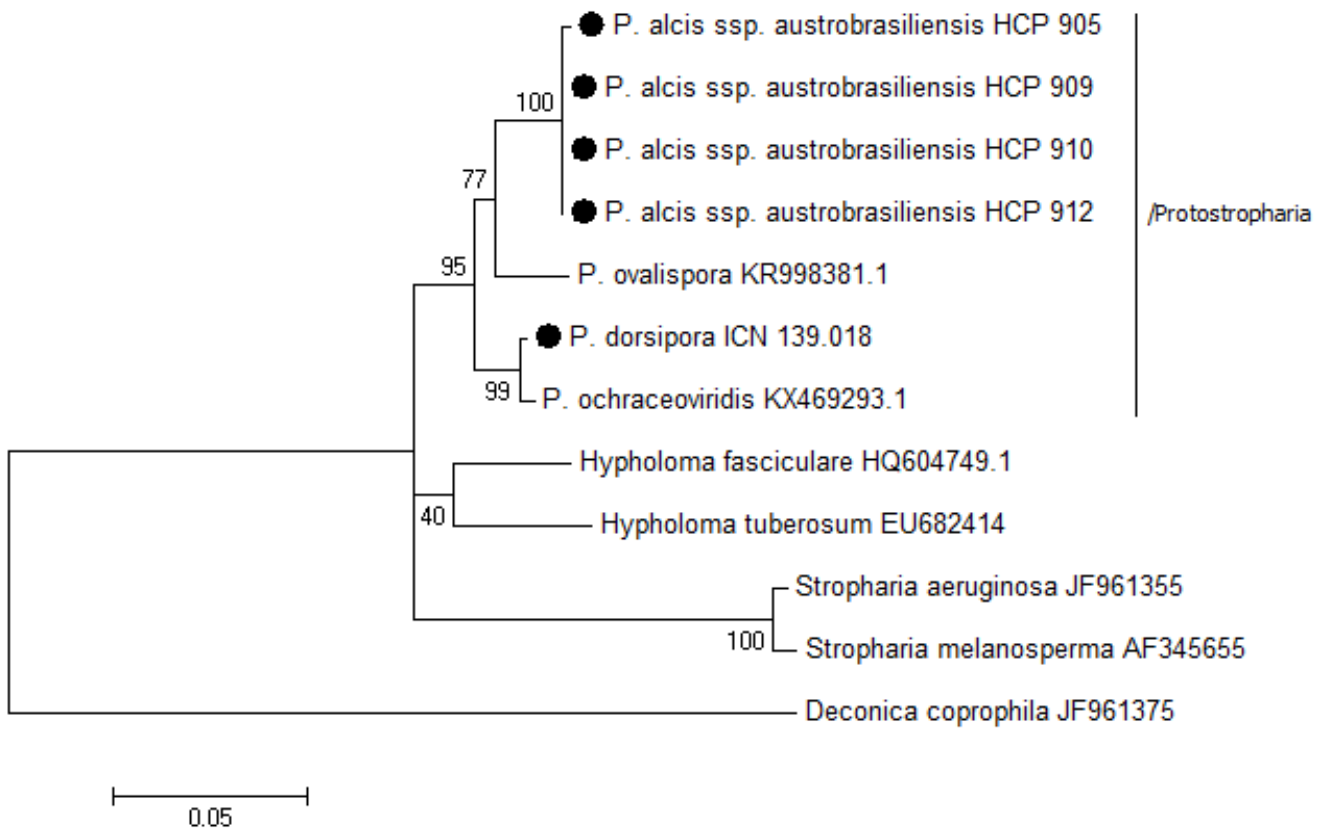 P. alcis ssp. austrobrasiliensis HCP 905
P. alcis ssp. austrobrasiliensis HCP 909
100
P. alcis ssp. austrobrasiliensis HCP 910
77
P. alcis ssp. austrobrasiliensis HCP 912
/Protostropharia
95
P. ovalispora KR998381.1
P. dorsipora ICN 139.018
99
P. ochraceoviridis KX469293.1
Hypholoma fasciculare HQ604749.1
40
Hypholoma tuberosum EU682414
Stropharia aeruginosa JF961355
100
Stropharia melanosperma AF345655
Deconica coprophila JF961375
0.05